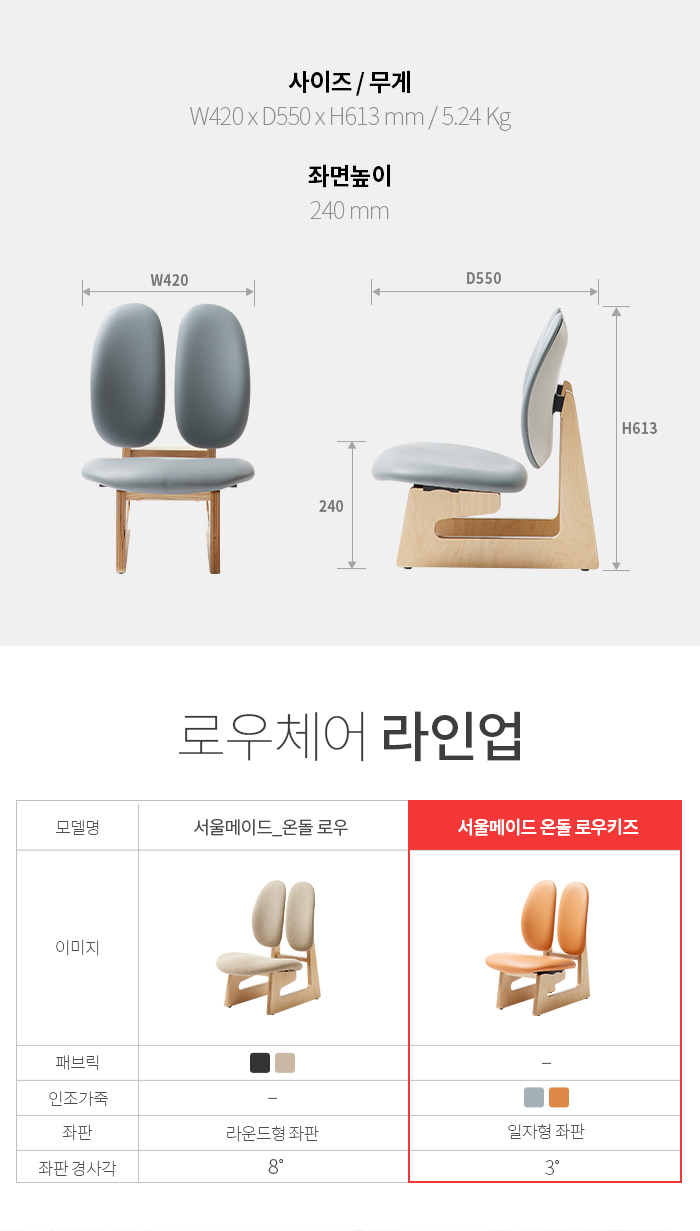 사이즈 / 무게
W420 x D550 x H613 mm / 5.24 Kg
좌면높이
240 mm
W420
D550
H613
240
로우체어 라인업
모델명
서울메이드_온돌 로우
서울메이드 온돌 로우키즈
이미지
패브릭
–
인조가죽
–
좌판
라운드형 좌판
일자형 좌판
좌판 경사각
8°
3°